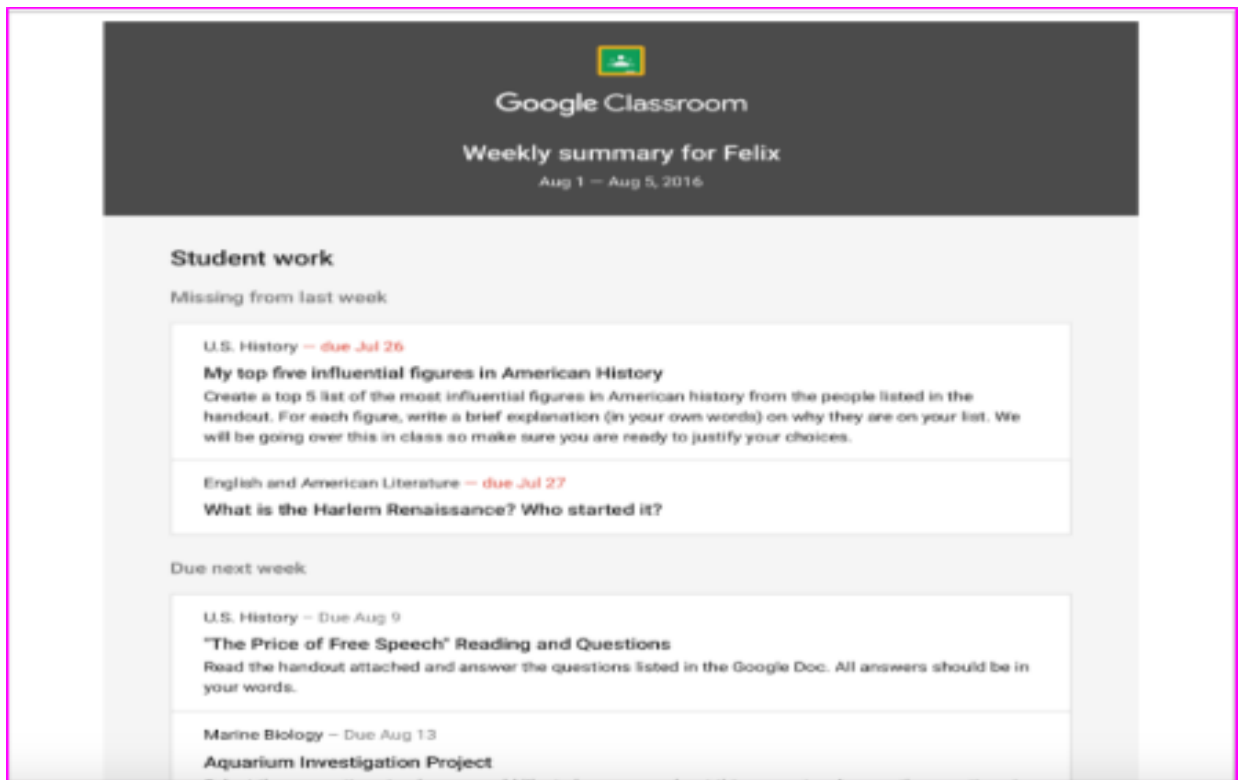 Google Classroom
Weekly summary for Felix
Aug 1 — Aug 5, 2016
Student work
Missing from last week
U.S. History — due Jul 26
My top five influential figures in American History
Create a top 5 list of the most influential figures in American history from the people listed in the
handout. For each figure, write a brief explanation (in your own words) on why they are on your list. We
will be going over this in class so make sure you are ready to justify your choices.
English and American Literature — due Jul 27
What is the Harlem Renaissance? Who started it?
Due next week
U.S. History – Due Aug 9
"The Price of Free Speech" Reading and Questions
Read the handout attached and answer the questions listed in the Google Doc. All answers should be in
your words.
Marine Biology – Due Aug 13
Aquarium Investigation Project